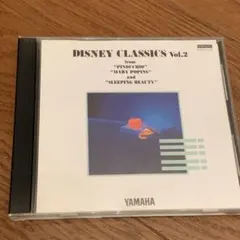 DISNEY CLASSICS Vol.2
from
"PINOCCHIO"
"MARY POPINS"
and
"SLEEPING BEAUTY"
YAMAHA